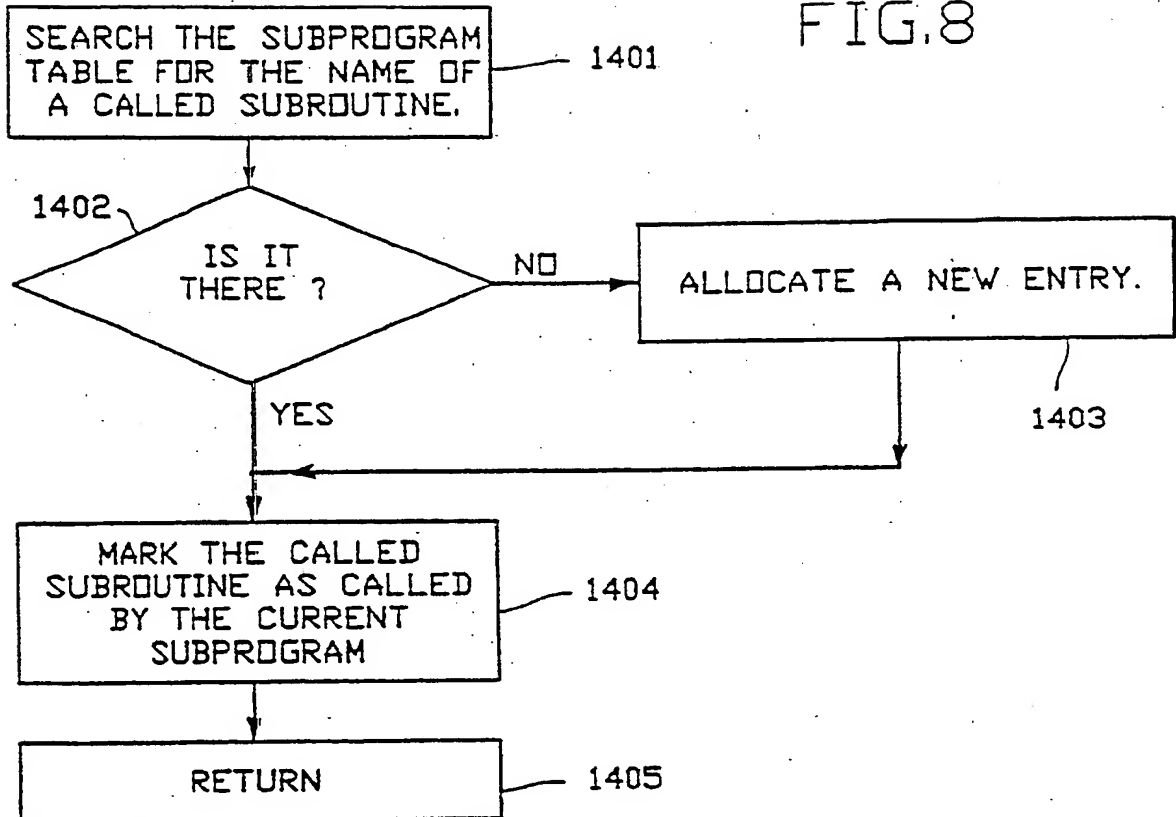 FIG.8
SEARCH THE SUBPROGRAM
TABLE FOR THE NAME OF
A CALLED SUBROUTINE.
1401
1402
IS IT
THERE ?
NO
ALLOCATE A NEW ENTRY.
1403
YES
MARK THE CALLED
SUBROUTINE AS CALLED
BY THE CURRENT
SUBPROGRAM
1404
RETURN
1405